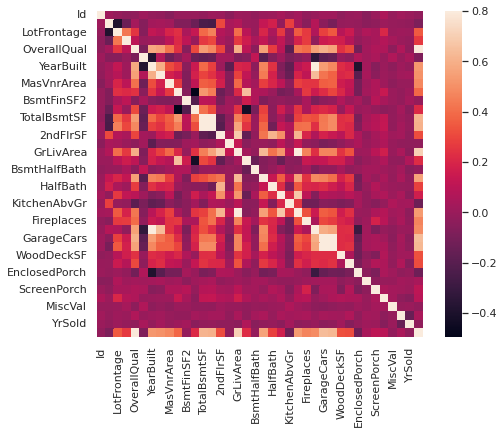 Id
LotFrontage
OverallQual
YearBuilt
MasVnrArea
BsmtFinSF2
TotalBsmtSF
2ndFlrSF
GrLivArea
BsmtHalfBath
HalfBath
KitchenAbvGr
Fireplaces
GarageCars
WoodDeckSF
EnclosedPorch
ScreenPorch
MiscVal
YrSold
0.8
0.6
0.4
0.2
0.0
−0.2
−0.4
Id
LotFrontage
OverallQual
YearBuilt
MasVnrArea
BsmtFinSF2
TotalBsmtSF
2ndFlrSF
GrLivArea
BsmtHalfBath
HalfBath
KitchenAbvGr
Fireplaces
GarageCars
WoodDeckSF
EnclosedPorch
ScreenPorch
MiscVal
YrSold